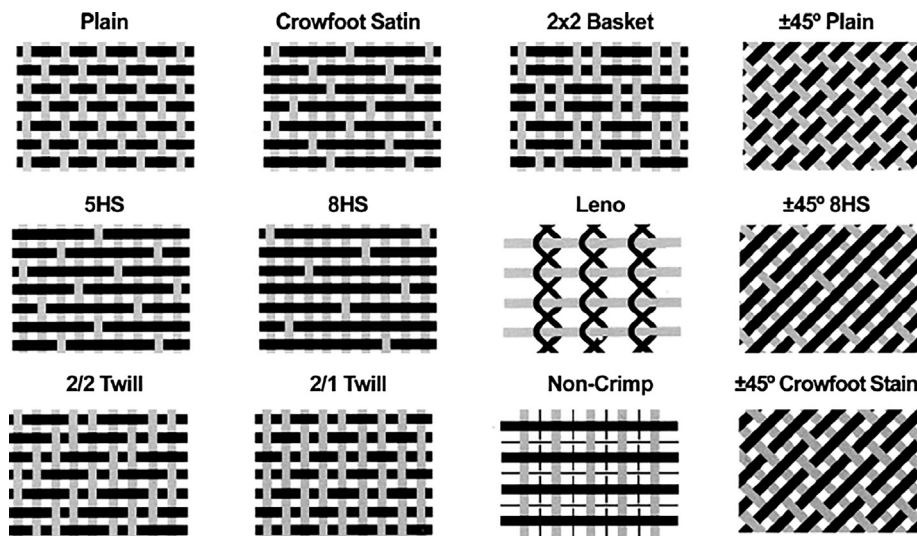 Plain
Crowfoot Satin
2x2 Basket
±45º Plain
5HS
8HS
Leno
±45º 8HS
2/2 Twill
2/1 Twill
Non-Crimp
±45º Crowfoot Stain